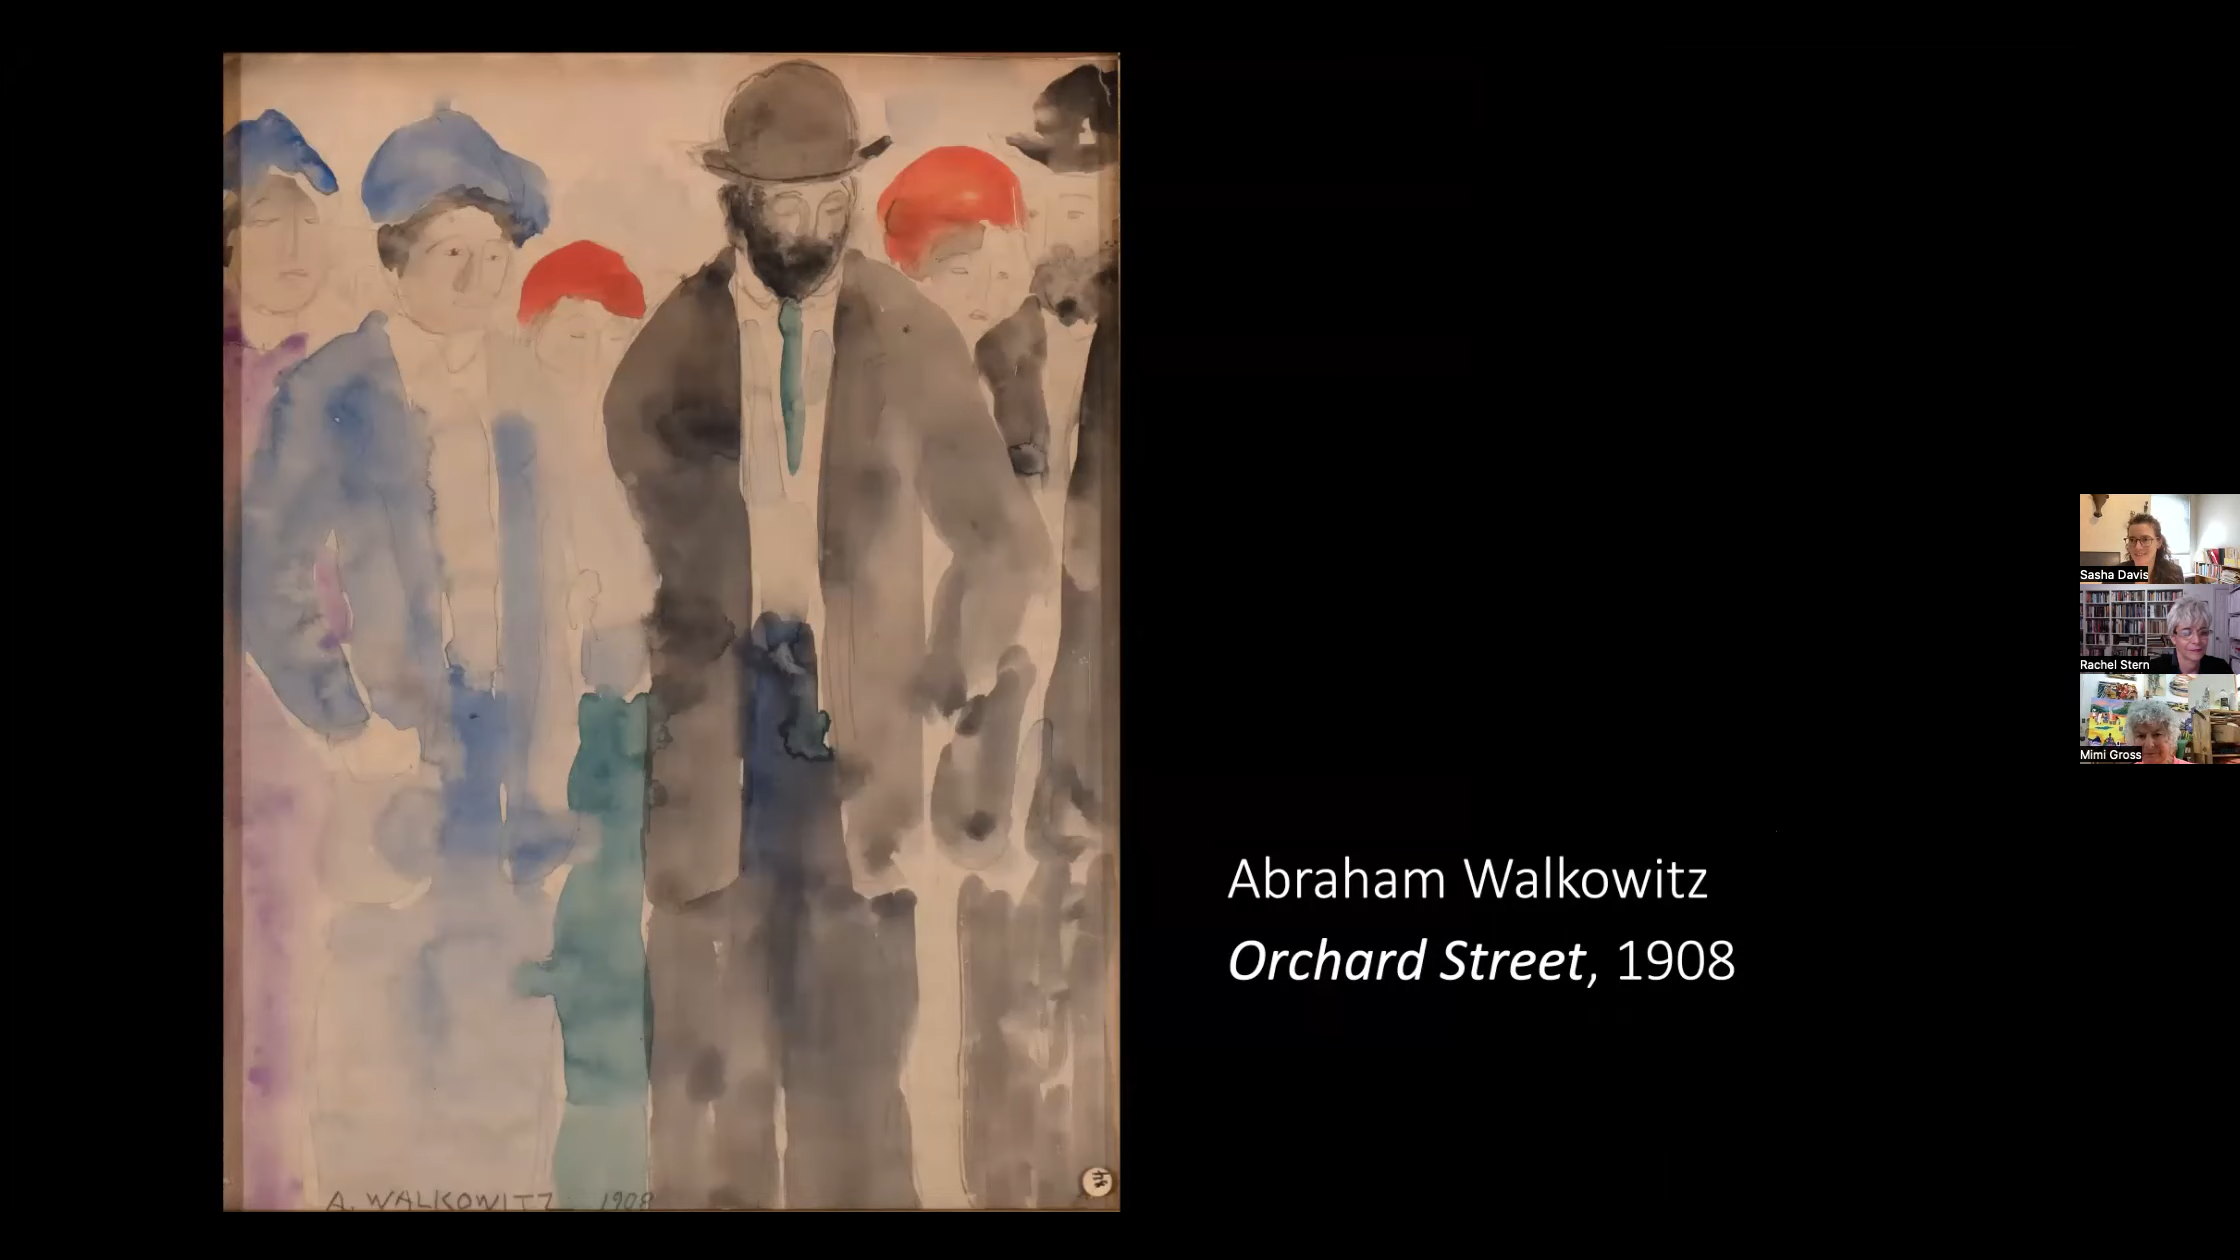 A. WALKOWITZ 1908
Abraham Walkowitz
Orchard Street, 1908
Sasha Davis
Rachel Stern
Mimi Gross